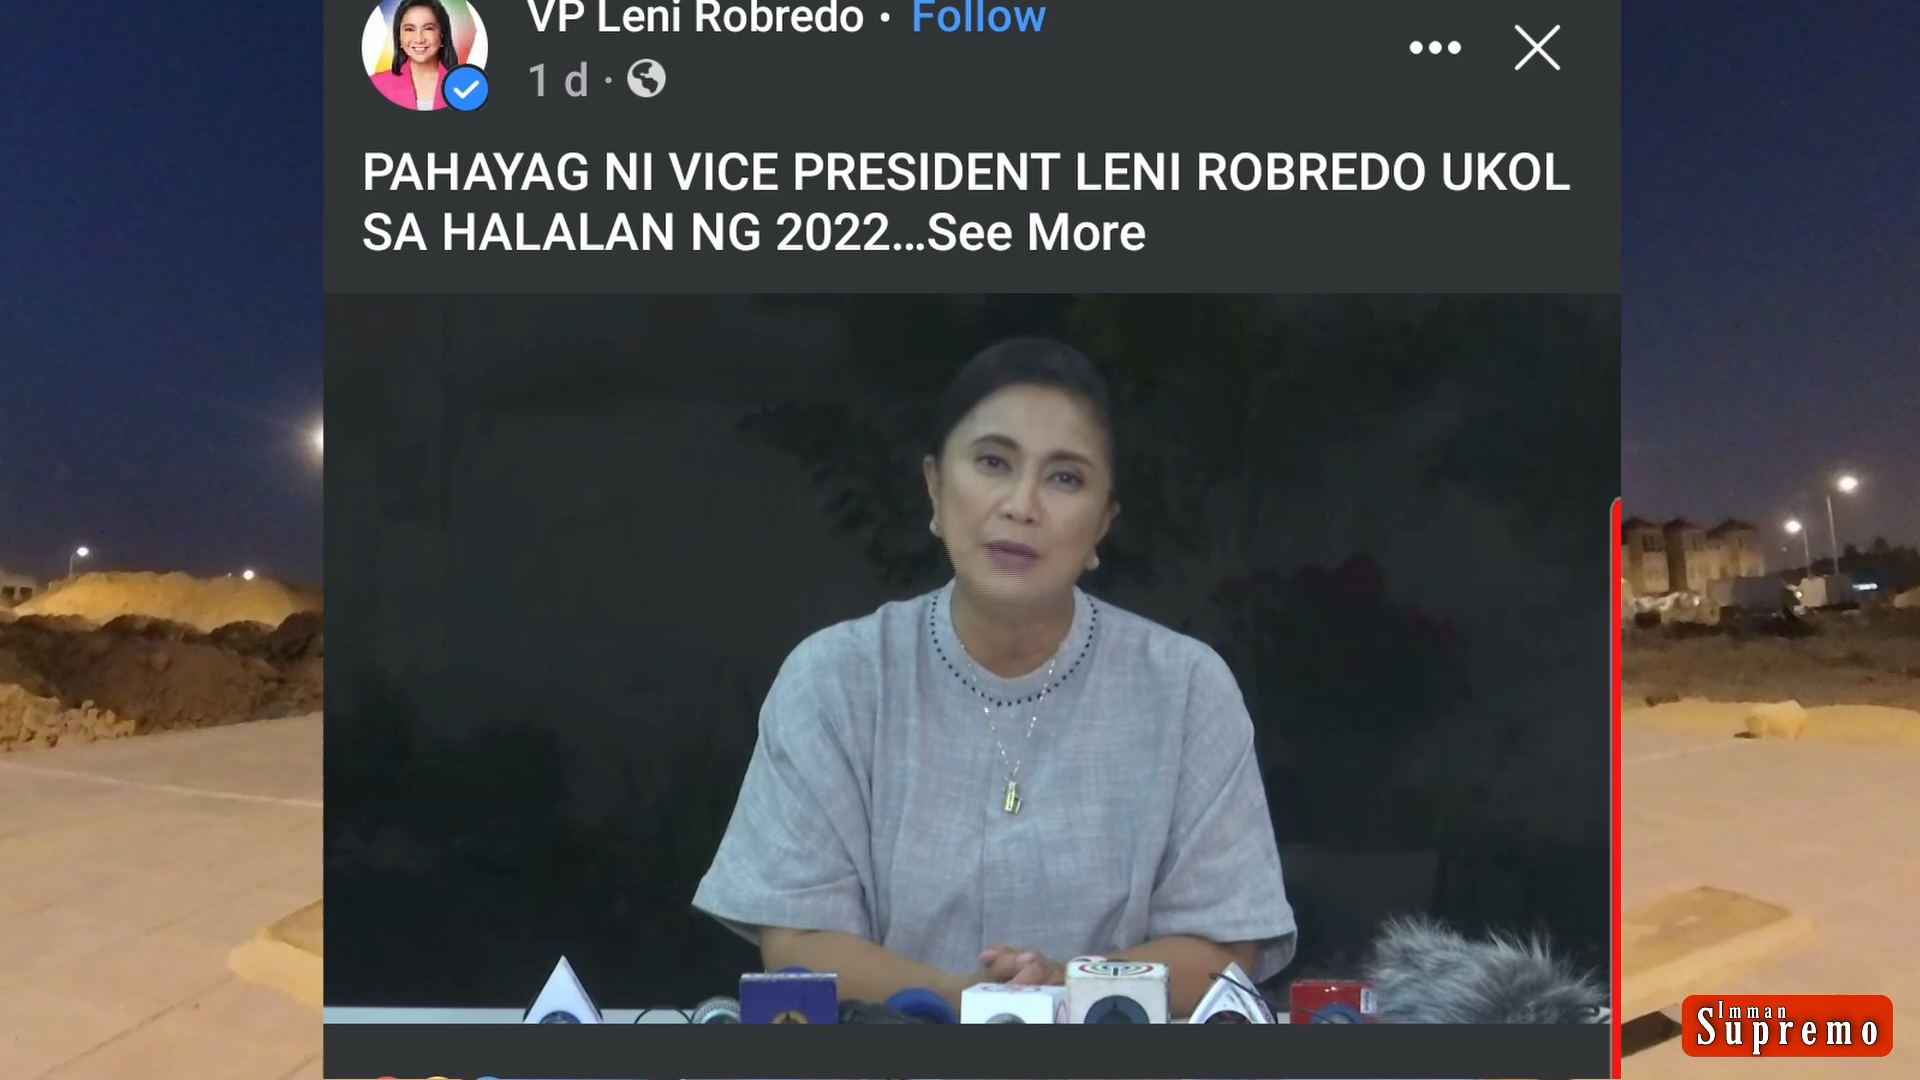 VP Leni Robredo · Follow
1 d ·
PAHAYAG NI VICE PRESIDENT LENI ROBREDO UKOL
SA HALALAN NG 2022...See More
Imman
Supremo